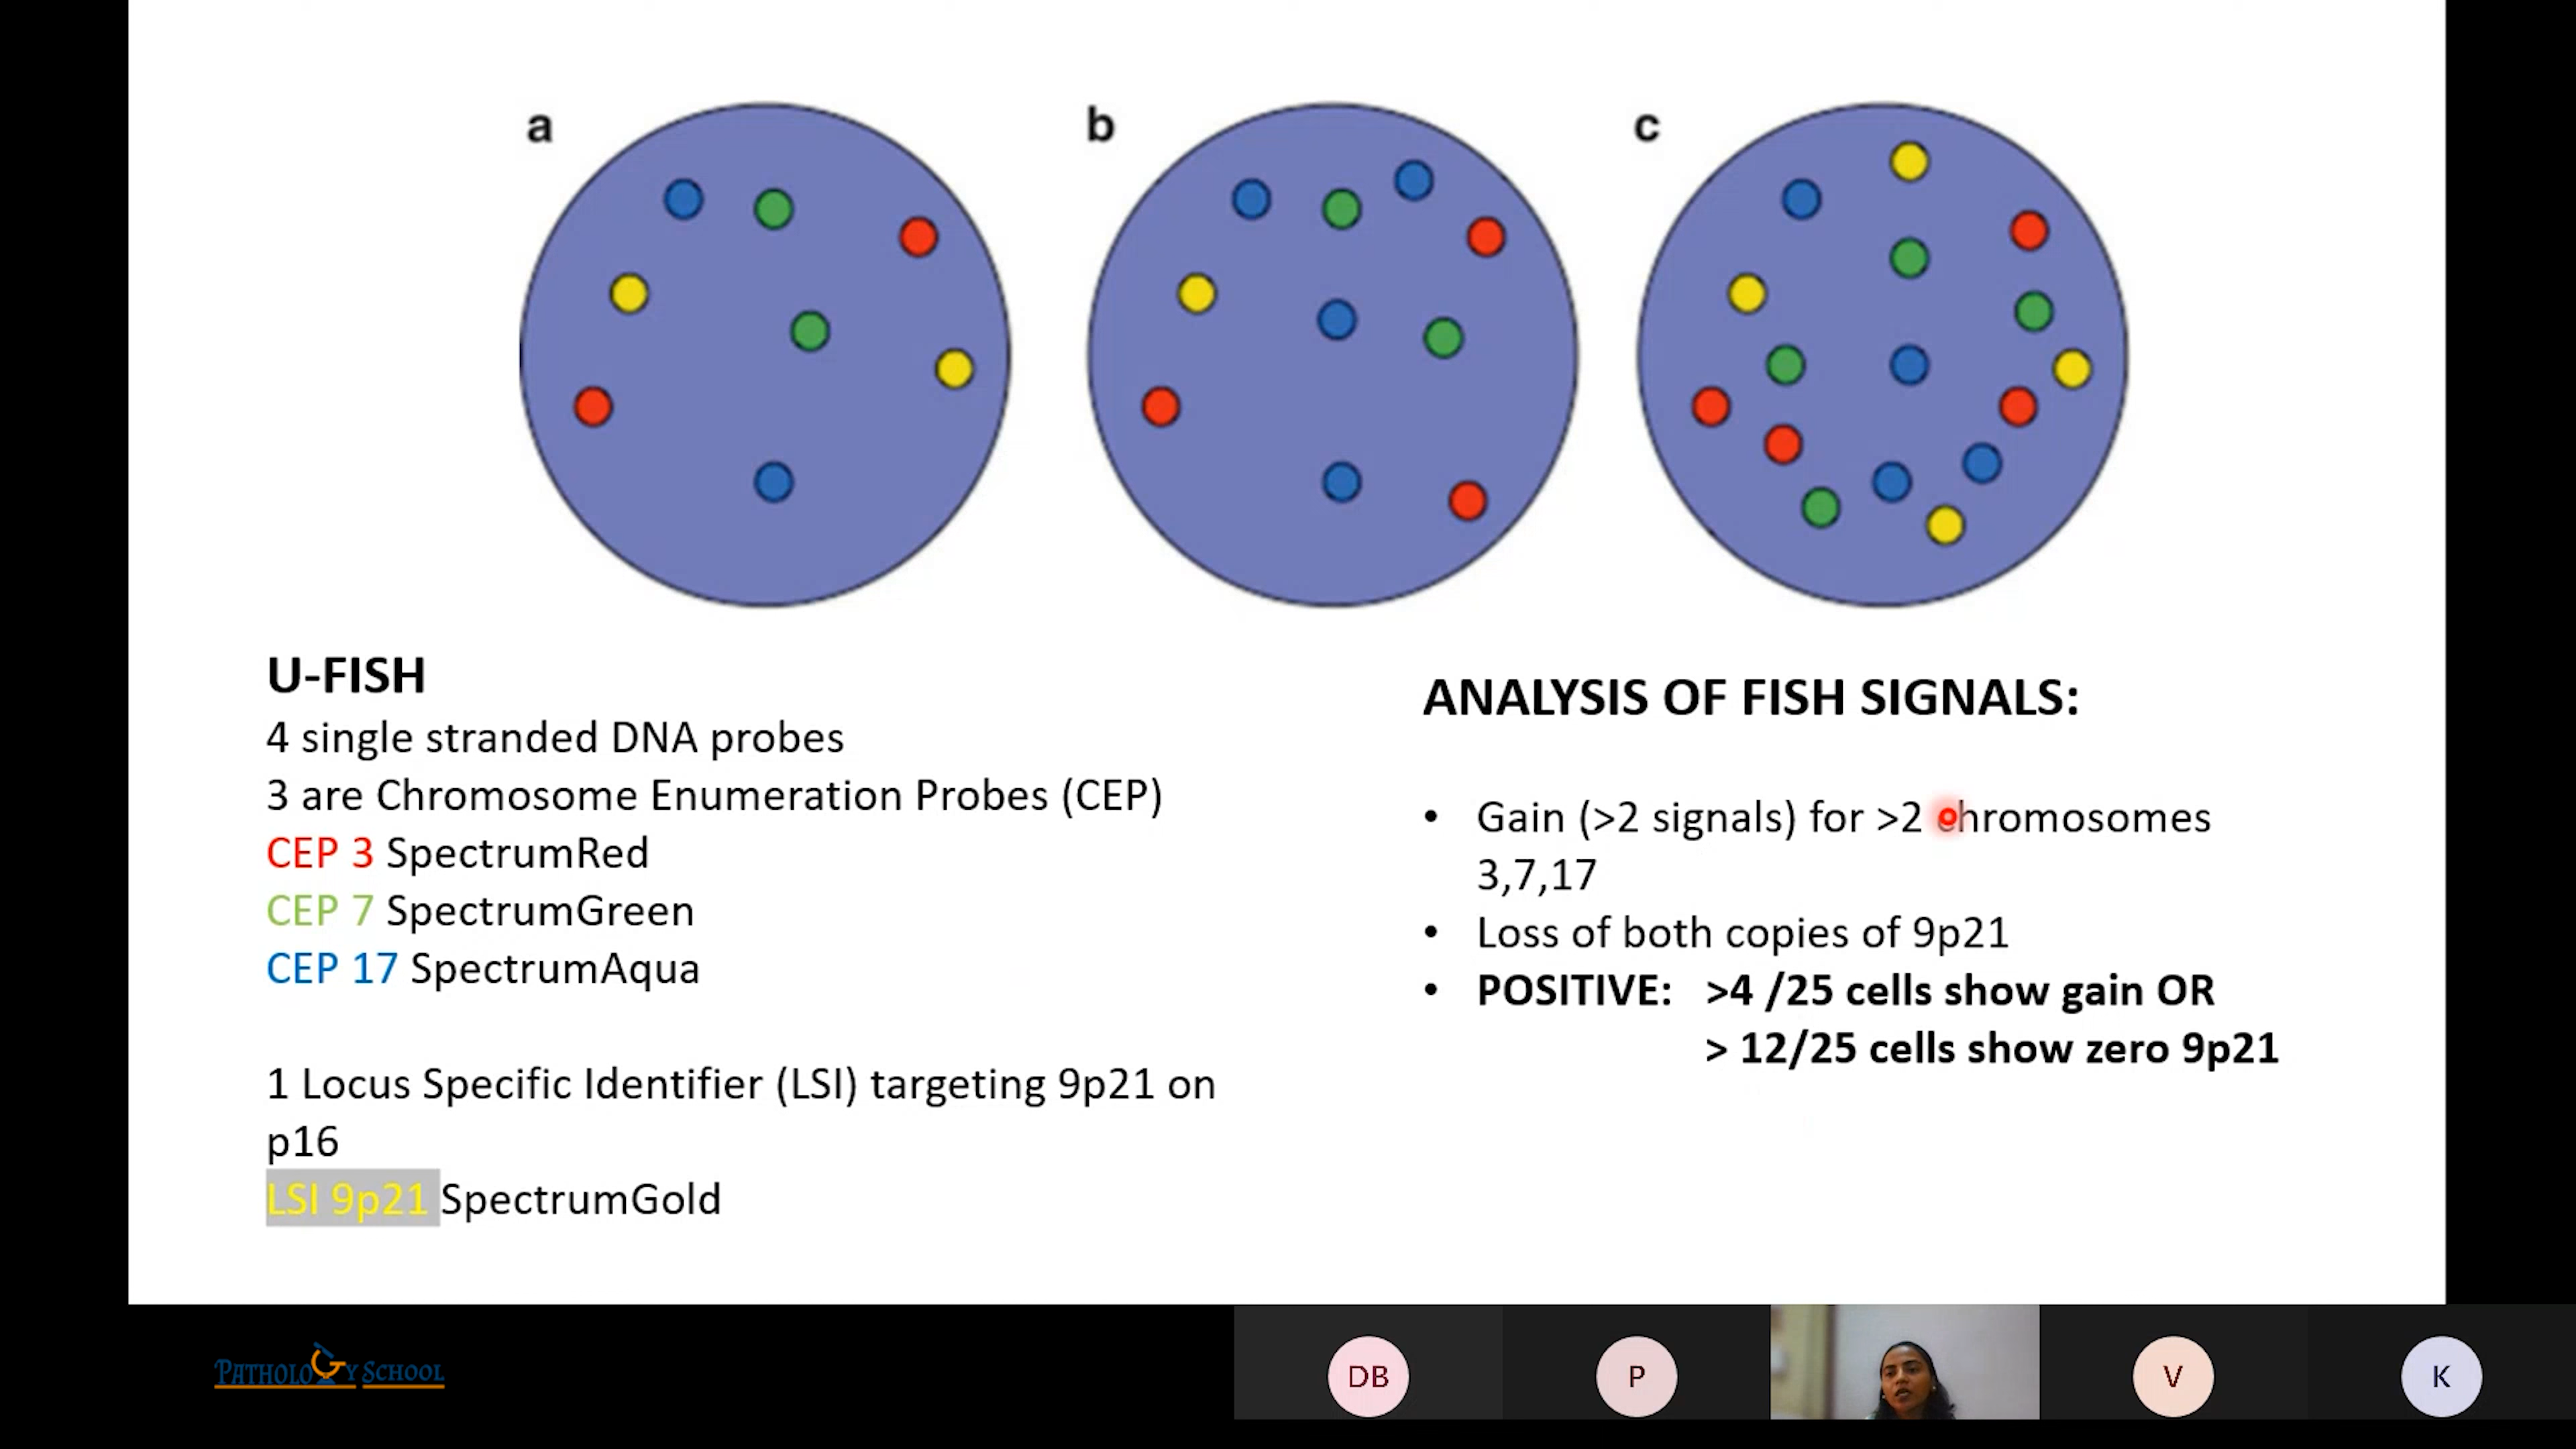 a
b
c
U-FISH
4 single stranded DNA probes
3 are Chromosome Enumeration Probes (CEP)
CEP 3 SpectrumRed
CEP 7 SpectrumGreen
CEP 17 SpectrumAqua
1 Locus Specific Identifier (LSI) targeting 9p21 on
p16
LSI 9p21 SpectrumGold
ANALYSIS OF FISH SIGNALS:
• Gain (>2 signals) for >2 chromosomes
3,7,17
• Loss of both copies of 9p21
• POSITIVE: >4 /25 cells show gain OR
> 12/25 cells show zero 9p21
PATHOLOGY SCHOOL
DB
P
V
K